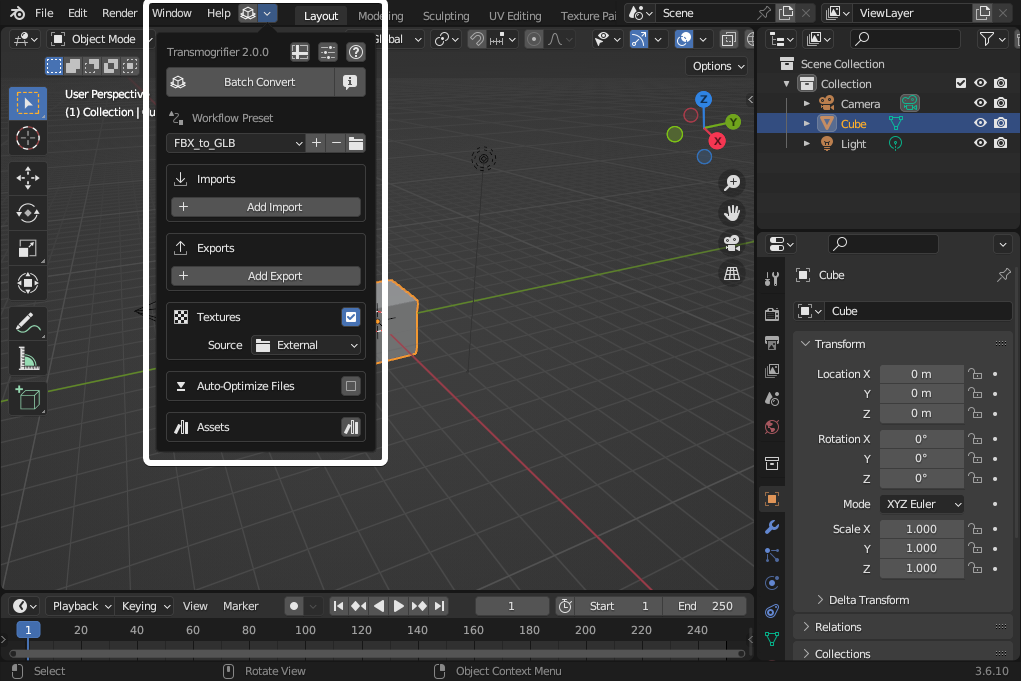 File Edit Render Window Help Layout Modeling Sculpting UV Editing Texture Pai Scene ViewLayer
Object Mode Global
Options
User Perspective
(1) Collection |
Transmogrifier 2.0.0
Batch Convert
Workflow Preset
FBX_to_GLB
Imports
Add Import
Exports
Add Export
Textures
Source External
Auto-Optimize Files
Assets
Z
Y
X
Scene Collection
Collection
Camera
Cube
Light
Cube
Cube
Transform
Location X 0 m
Y 0 m
Z 0 m
Rotation X 0°
Y 0°
Z 0°
Mode XYZ Euler
Scale X 1.000
Y 1.000
Z 1.000
Delta Transform
Relations
Collections
Playback Keying View Marker 1 Start 1 End 250
1 20 40 60 80 100 120 140 160 180 200 220 240
Select Rotate View Object Context Menu 3.6.10